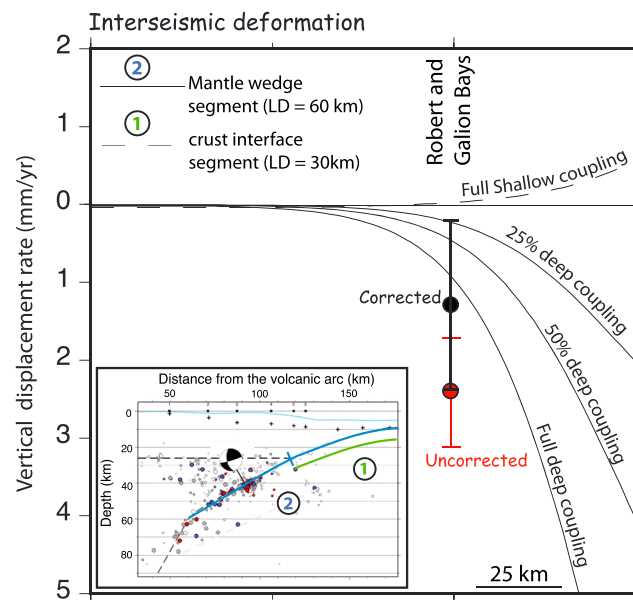 Interseismic deformation
2
1
0
1
2
3
4
5
Vertical displacement rate (mm/yr)
2
Mantle wedge
segment (LD = 60 km)
1
crust interface
segment (LD = 30km)
Robert and
Galion Bays
Full Shallow coupling
25% deep coupling
50% deep coupling
Full deep coupling
Corrected
Uncorrected
25 km
Distance from the volcanic arc (km)
50
100
150
0
20
40
60
80
Depth (km)
1
2